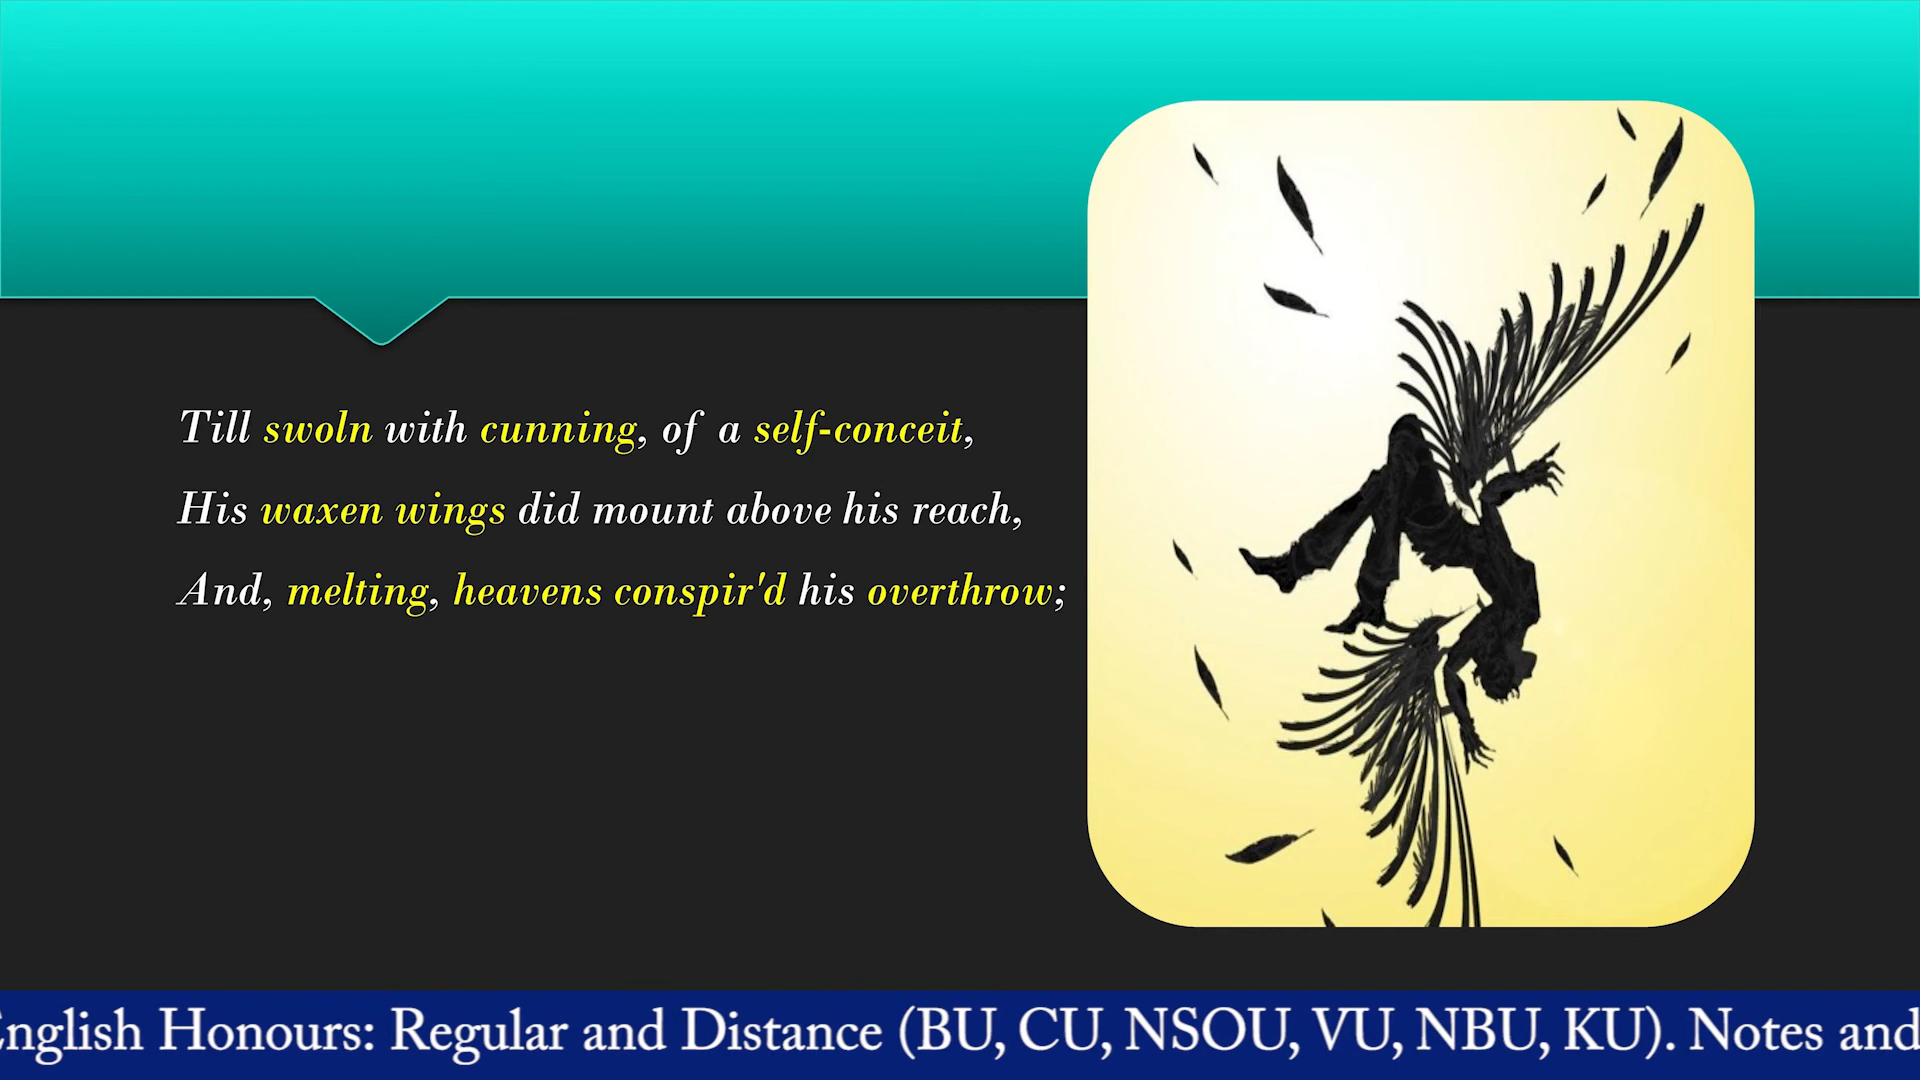 Till swoln with cunning, of a self-conceit,
His waxen wings did mount above his reach,
And, melting, heavens conspir'd his overthrow;
English Honours: Regular and Distance (BU, CU, NSOU, VU, NBU, KU). Notes and